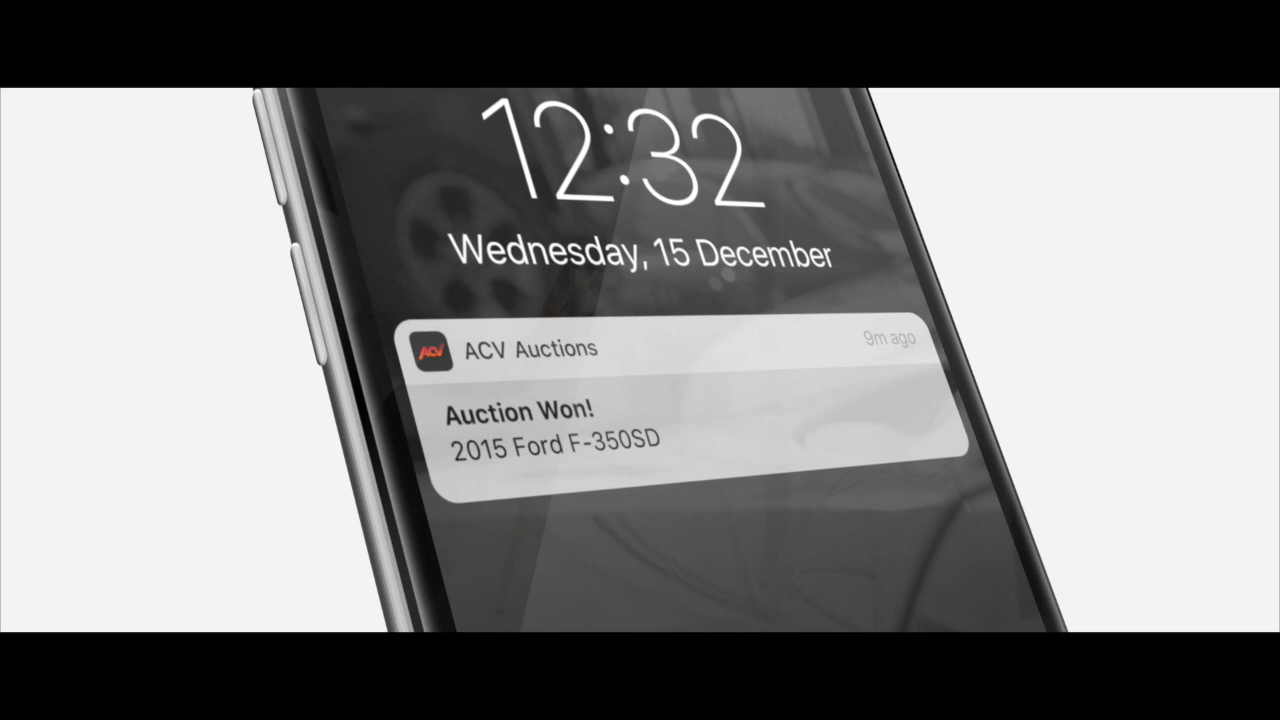 12:32
Wednesday, 15 December
ACV
ACV Auctions
9m ago
Auction Won!
2015 Ford F-350SD